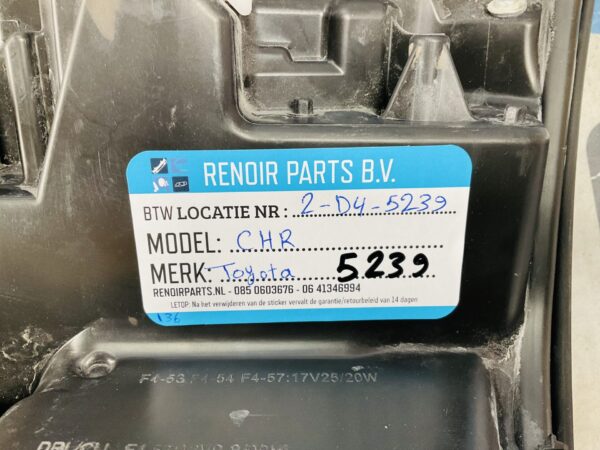 RENOIR PARTS B.V.
BTW LOCATIE NR : 2-D4-5239
MODEL: CHR
MERK: Toyota 5239
RENOIRPARTS.NL - 085 0603676 - 06 41346994
LETOP: Na het verwijderen van de sticker vervalt de garantie/retourbeleid van 14 dagen
136
F4-53 F4-54 F4-57:17V25/20W